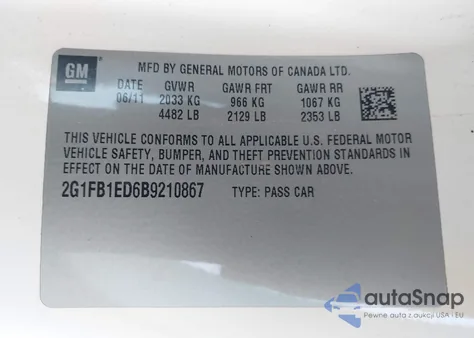 GM
MFD BY GENERAL MOTORS OF CANADA LTD.
DATE GVWR GAWR FRT GAWR RR
06/11 2033 KG 966 KG 1067 KG
4482 LB 2129 LB 2353 LB
THIS VEHICLE CONFORMS TO ALL APPLICABLE U.S. FEDERAL MOTOR
VEHICLE SAFETY, BUMPER, AND THEFT PREVENTION STANDARDS IN
EFFECT ON THE DATE OF MANUFACTURE SHOWN ABOVE.
2G1FB1ED6B9210867 TYPE: PASS CAR
autoSnap
Pewne auto z aukcji USA i EU